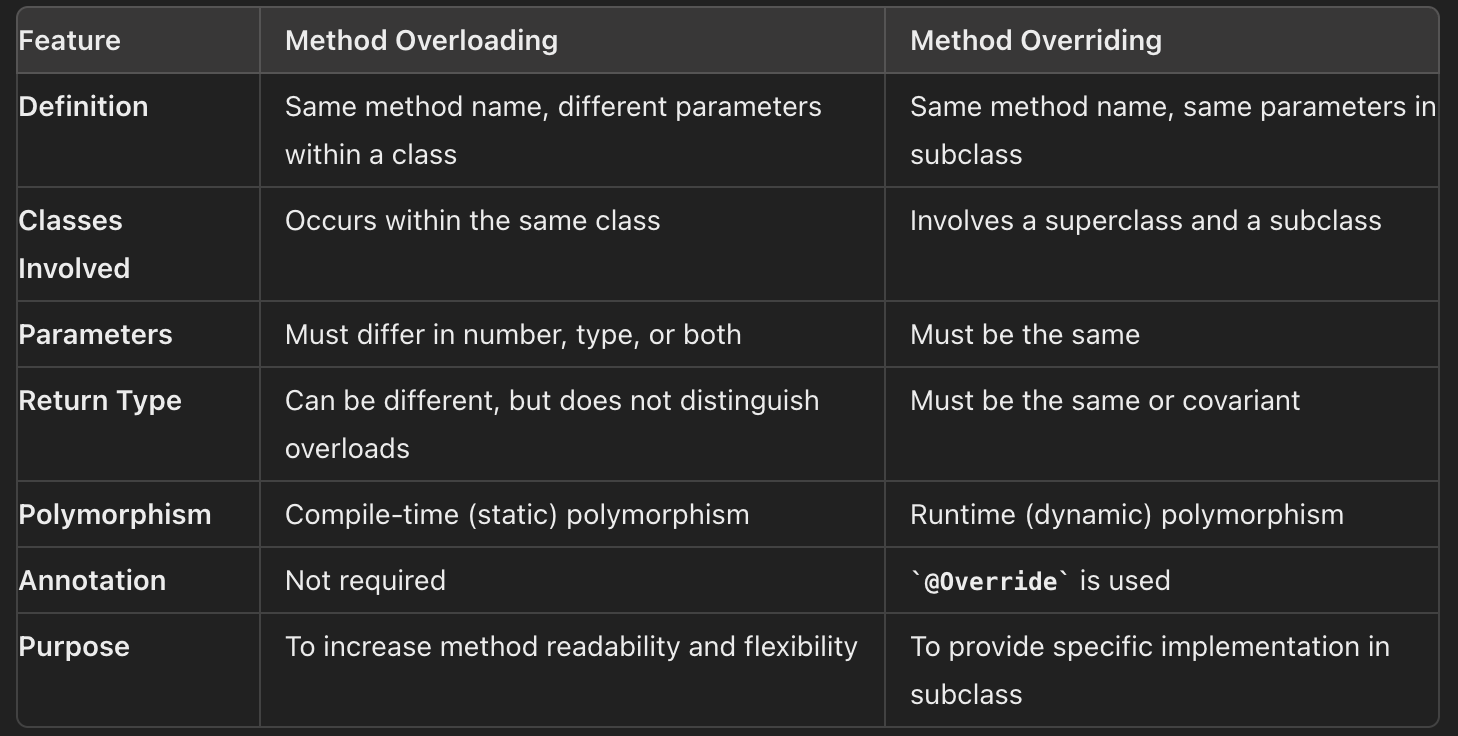 Feature Method Overloading Method Overriding
Definition Same method name, different parameters Same method name, same parameters in
within a class subclass
Classes Occurs within the same class Involves a superclass and a subclass
Involved
Parameters Must differ in number, type, or both Must be the same
Return Type Can be different, but does not distinguish Must be the same or covariant
overloads
Polymorphism Compile-time (static) polymorphism Runtime (dynamic) polymorphism
Annotation Not required `@Override` is used
Purpose To increase method readability and flexibility To provide specific implementation in
subclass